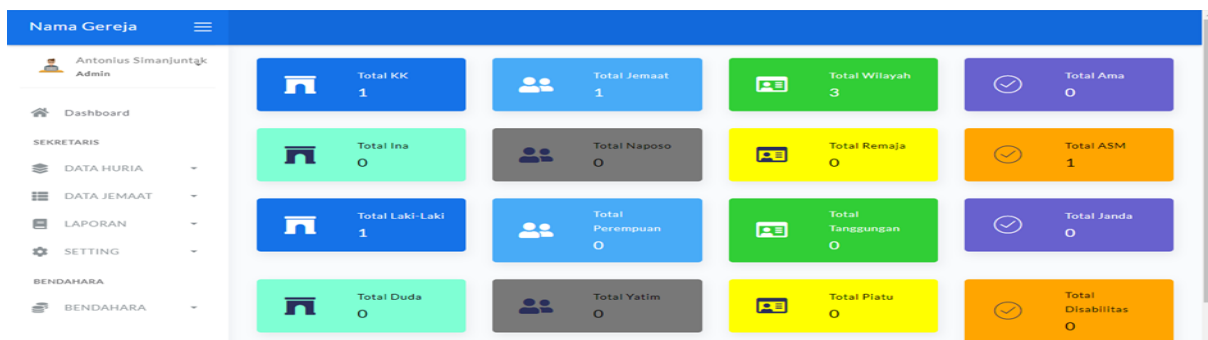 Nama Gereja
Antonius Simanjuntak
Admin
Dashboard
SEKRETARIS
DATA HURIA
DATA JEMAAT
LAPORAN
SETTING
BENDAHARA
BENDAHARA
Total KK
1
Total Jemaat
1
Total Wilayah
3
Total Ama
0
Total Ina
0
Total Naposo
0
Total Remaja
0
Total ASM
1
Total Laki-Laki
1
Total
Perempuan
0
Total
Tanggungan
0
Total Janda
0
Total Duda
0
Total Yatim
0
Total Piatu
0
Total
Disabilitas
0